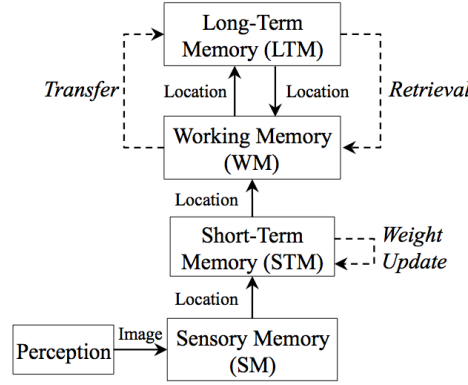 Long-Term
Memory (LTM)
Transfer
Location
Location
Retrieval
Working Memory
(WM)
Location
Short-Term
Memory (STM)
Weight
Update
Location
Image
Perception
Sensory Memory
(SM)